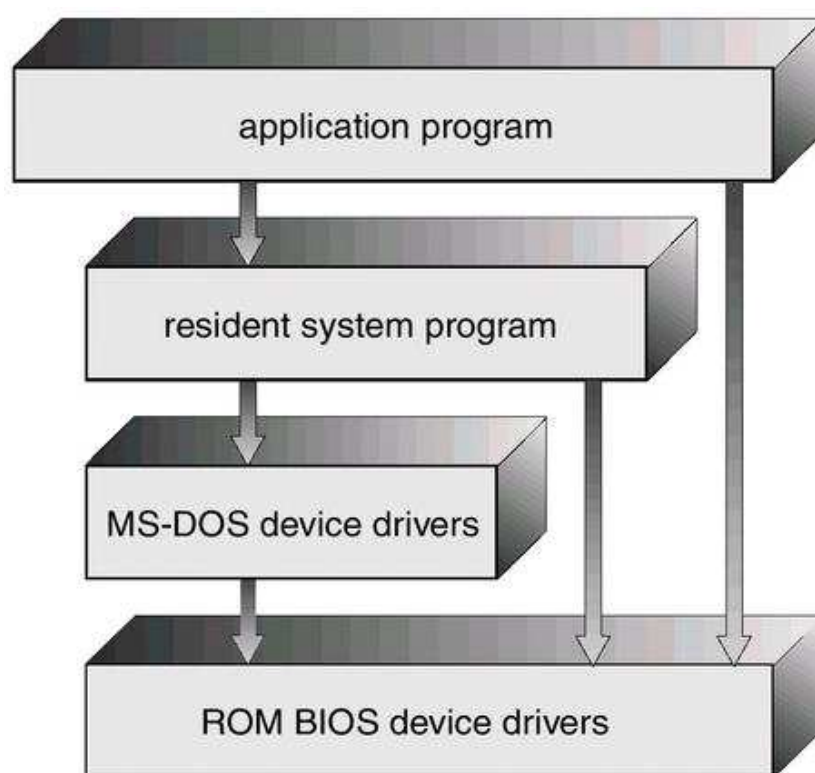 application program
resident system program
MS-DOS device drivers
ROM BIOS device drivers